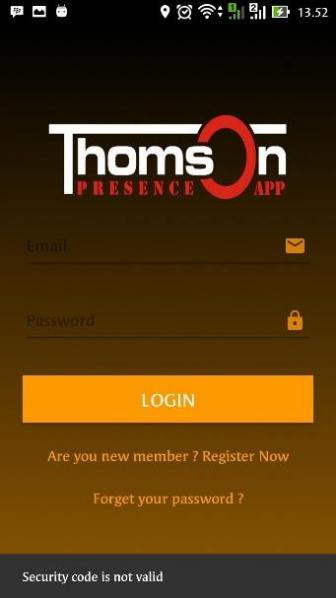 13.52
ThomsOn
PRESENCE APP
Email
Password
LOGIN
Are you new member ? Register Now
Forget your password ?
Security code is not valid